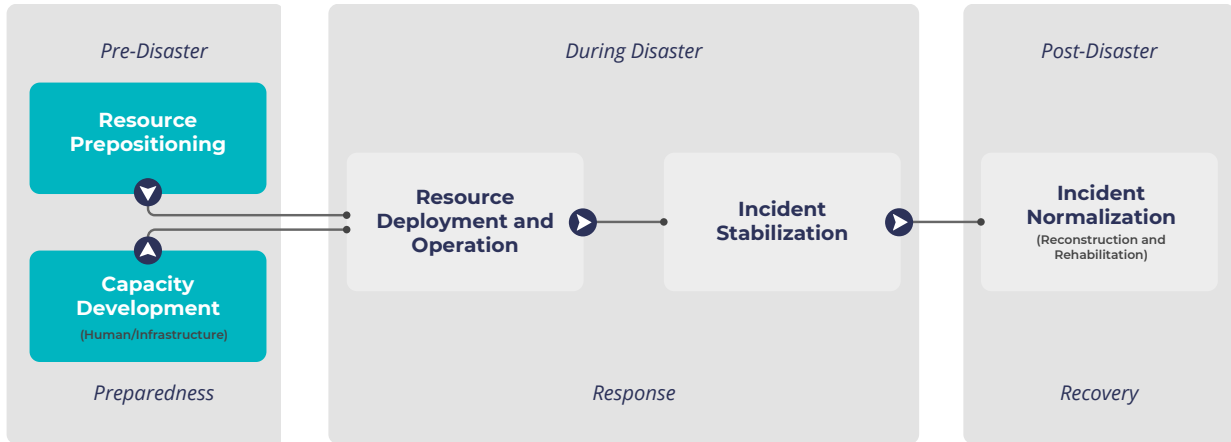 Pre-Disaster
Resource
Prepositioning
Capacity
Development
(Human/Infrastructure)
Preparedness
During Disaster
Resource
Deployment and
Operation
Incident
Stabilization
Response
Post-Disaster
Incident
Normalization
(Reconstruction and
Rehabilitation)
Recovery